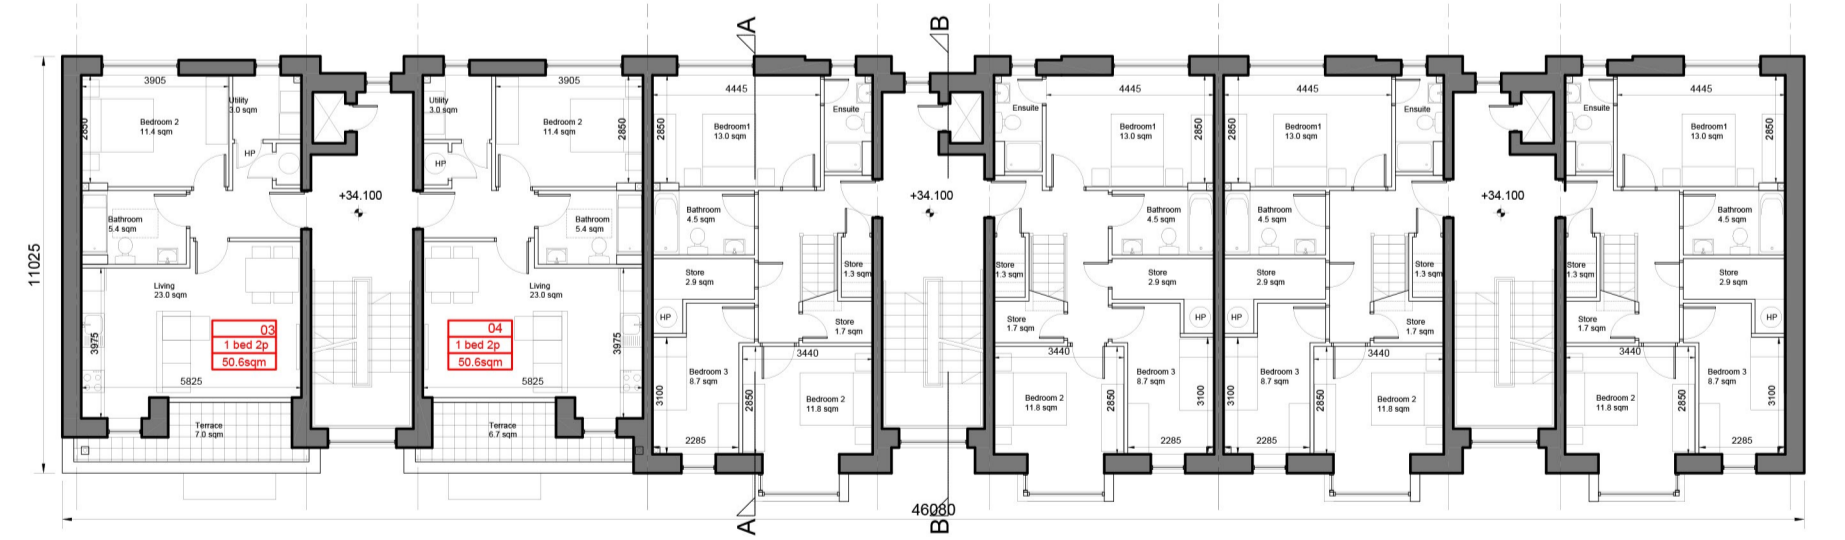 A
B
3905
3905
4445
4445
4445
4445
Utility
3.0 sqm
Utility
3.0 sqm
Ensuite
Ensuite
Ensuite
Ensuite
Bedroom 2
11.4 sqm
2850
Bedroom 2
11.4 sqm
2850
Bedroom1
13.0 sqm
2850
Bedroom1
13.0 sqm
2850
Bedroom1
13.0 sqm
2850
Bedroom1
13.0 sqm
2850
HP
HP
+34.100
+34.100
+34.100
Bathroom
5.4 sqm
Bathroom
5.4 sqm
Bathroom
4.5 sqm
Bathroom
4.5 sqm
Bathroom
4.5 sqm
Bathroom
4.5 sqm
11025
Living
23.0 sqm
Living
23.0 sqm
Store
2.9 sqm
Store
1.3 sqm
Store
1.3 sqm
Store
2.9 sqm
Store
2.9 sqm
Store
1.3 sqm
Store
1.3 sqm
Store
2.9 sqm
HP
HP
HP
HP
Store
1.7 sqm
Store
1.7 sqm
Store
1.7 sqm
Store
1.7 sqm
03
1 bed 2p
50.6sqm
04
1 bed 2p
50.6sqm
3975
3975
5825
5825
3440
3440
3440
3440
Bedroom 3
8.7 sqm
Bedroom 3
8.7 sqm
Bedroom 3
8.7 sqm
Bedroom 3
8.7 sqm
3100
2850
2850
3100
3100
2850
2850
3100
Bedroom 2
11.8 sqm
Bedroom 2
11.8 sqm
Bedroom 2
11.8 sqm
Bedroom 2
11.8 sqm
Terrace
7.0 sqm
Terrace
6.7 sqm
2285
2285
2285
2285
46080
A
B